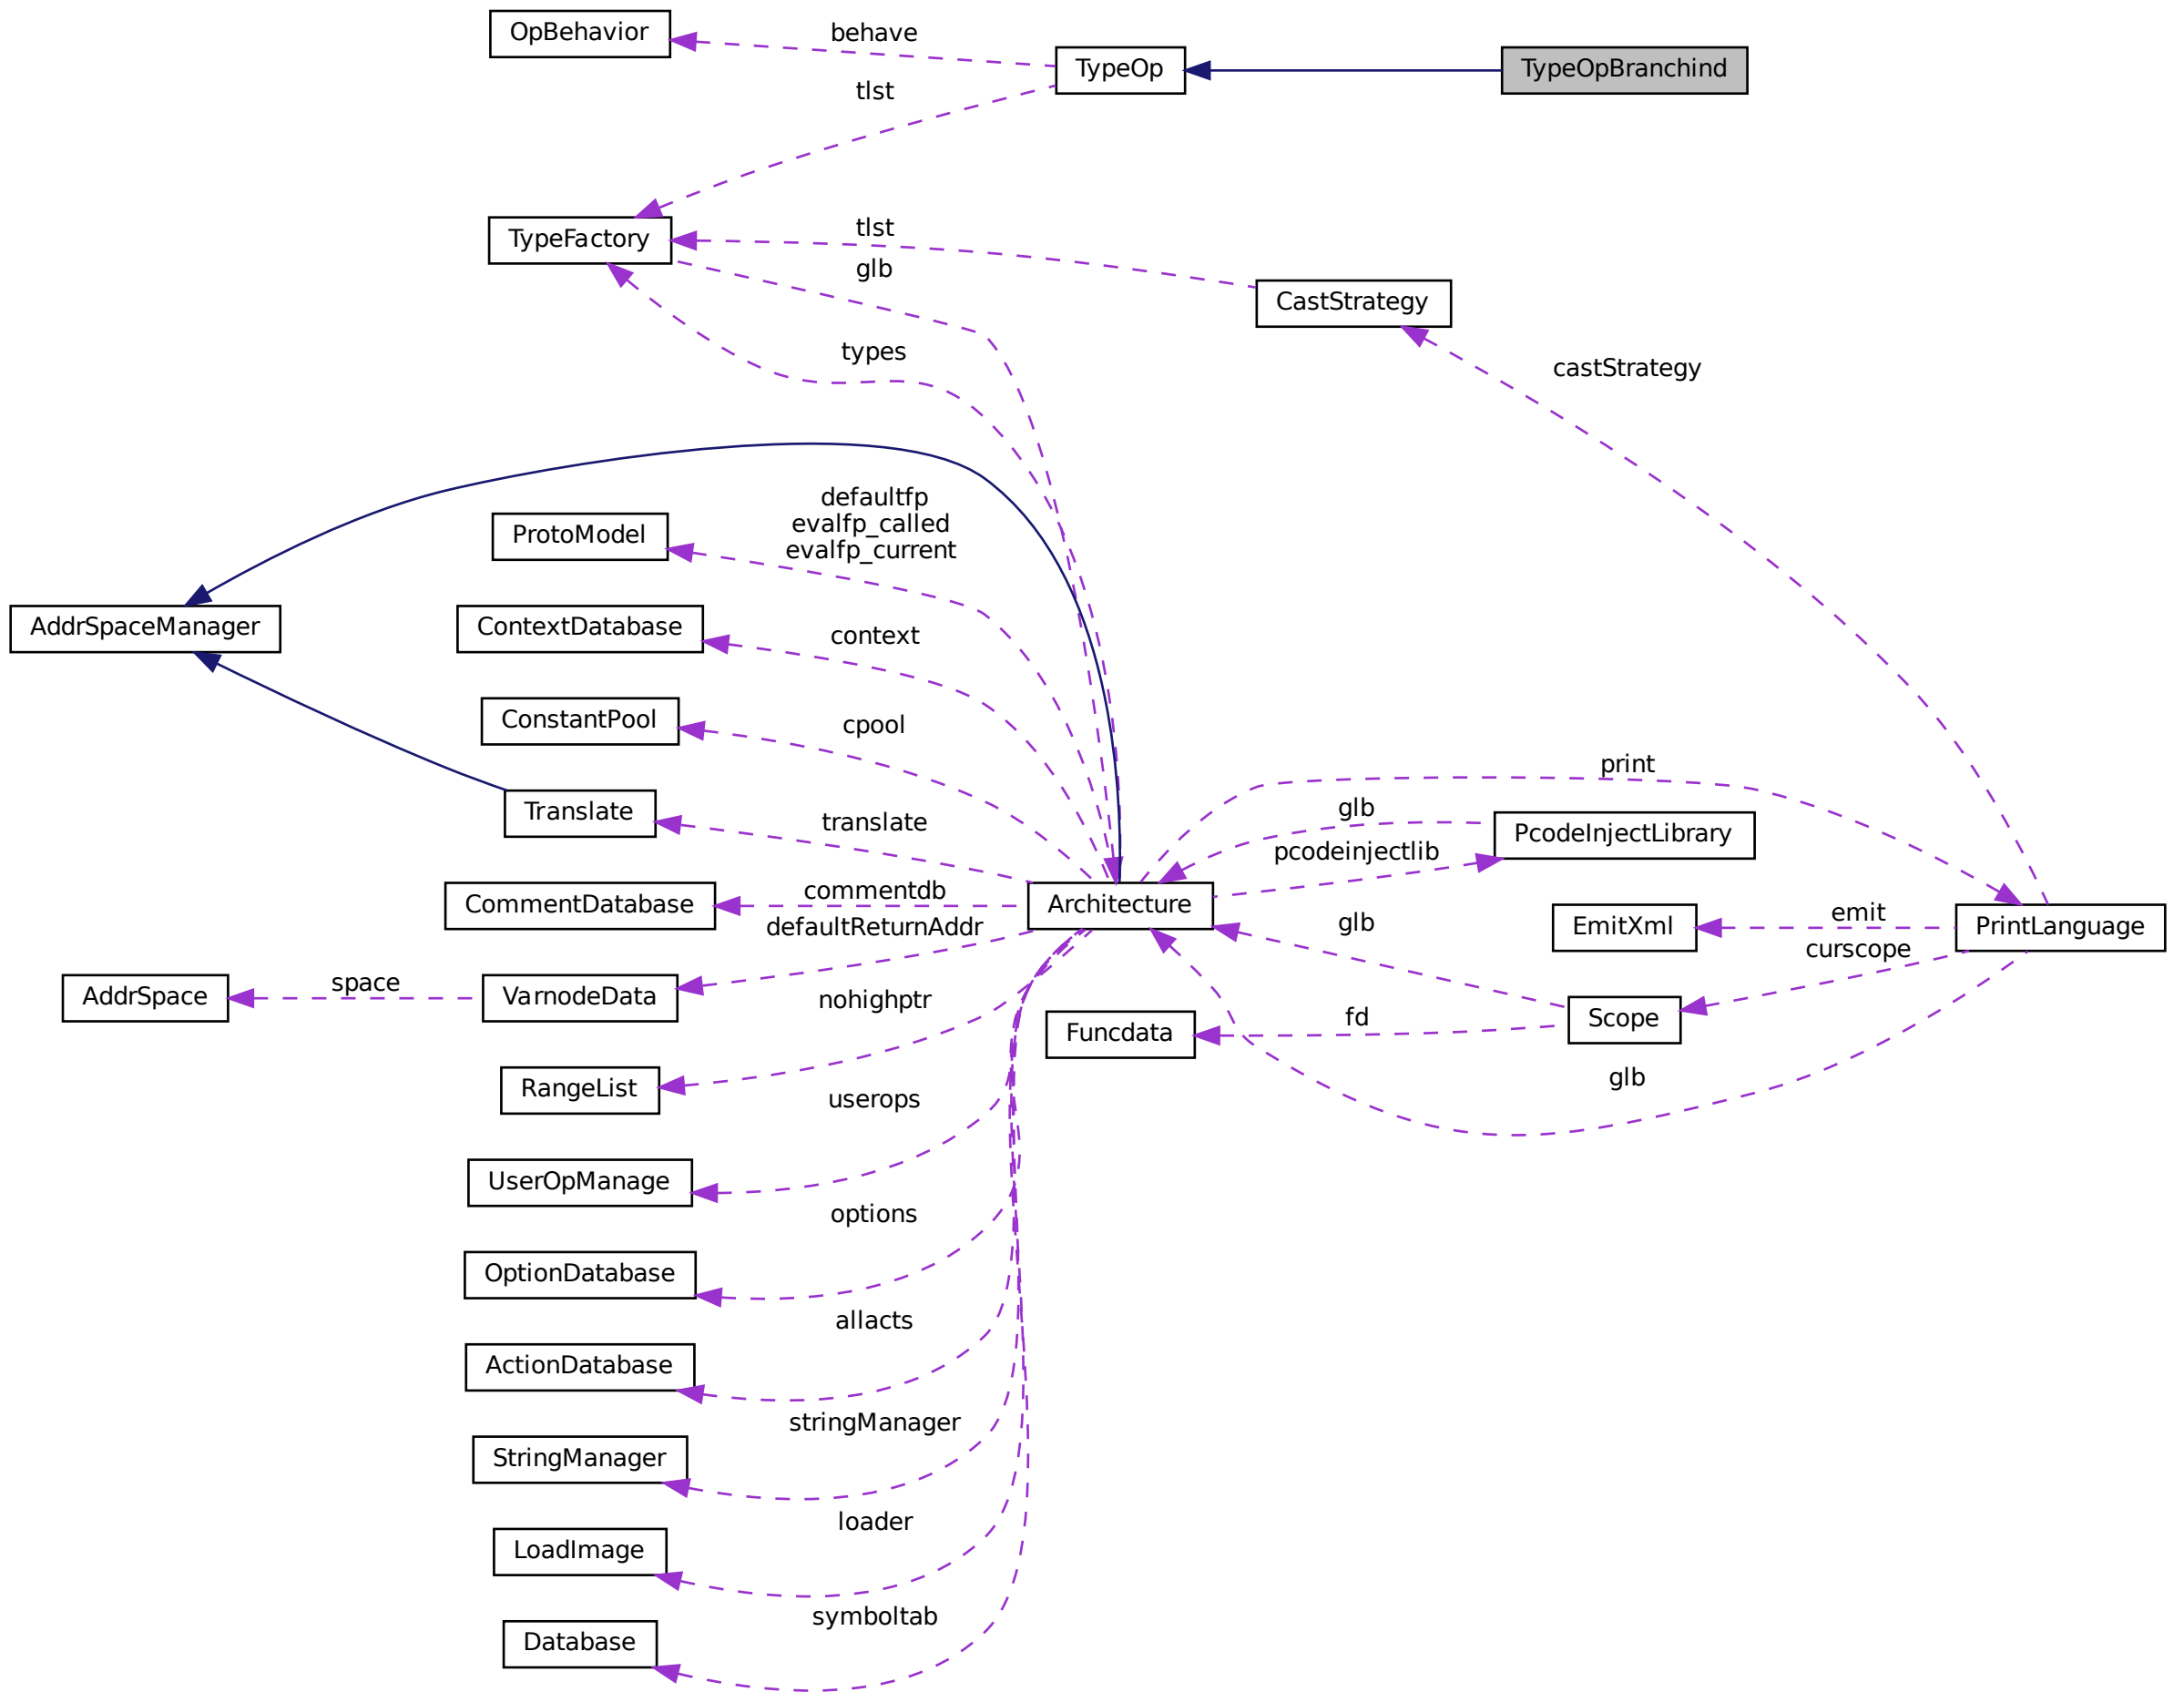 OpBehavior
behave
TypeOp
TypeOpBranchind
tlst
TypeFactory
tlst
glb
CastStrategy
types
castStrategy
defaultfp
evalfp_called
evalfp_current
ProtoModel
AddrSpaceManager
ContextDatabase
context
ConstantPool
cpool
print
Translate
translate
glb
PcodeInjectLibrary
pcodeinjectlib
CommentDatabase
commentdb
Architecture
defaultReturnAddr
glb
EmitXml
emit
PrintLanguage
curscope
AddrSpace
space
VarnodeData
nohighptr
Funcdata
fd
Scope
RangeList
userops
glb
UserOpManage
options
OptionDatabase
allacts
ActionDatabase
stringManager
StringManager
loader
LoadImage
symboltab
Database